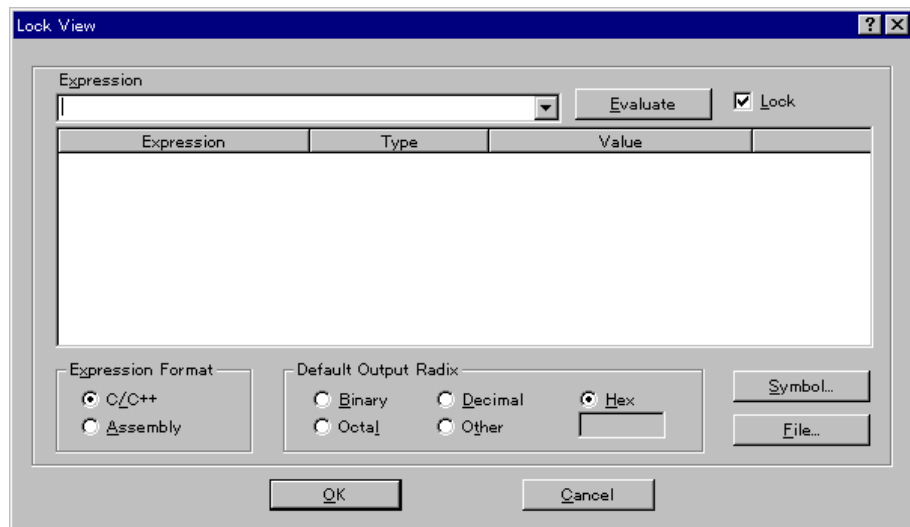 Lock View
Expression
Evaluate
Lock
Expression Type Value
Expression Format
C/C++
Assembly
Default Output Radix
Binary Decimal Hex
Octal Other
Symbol...
File...
OK Cancel